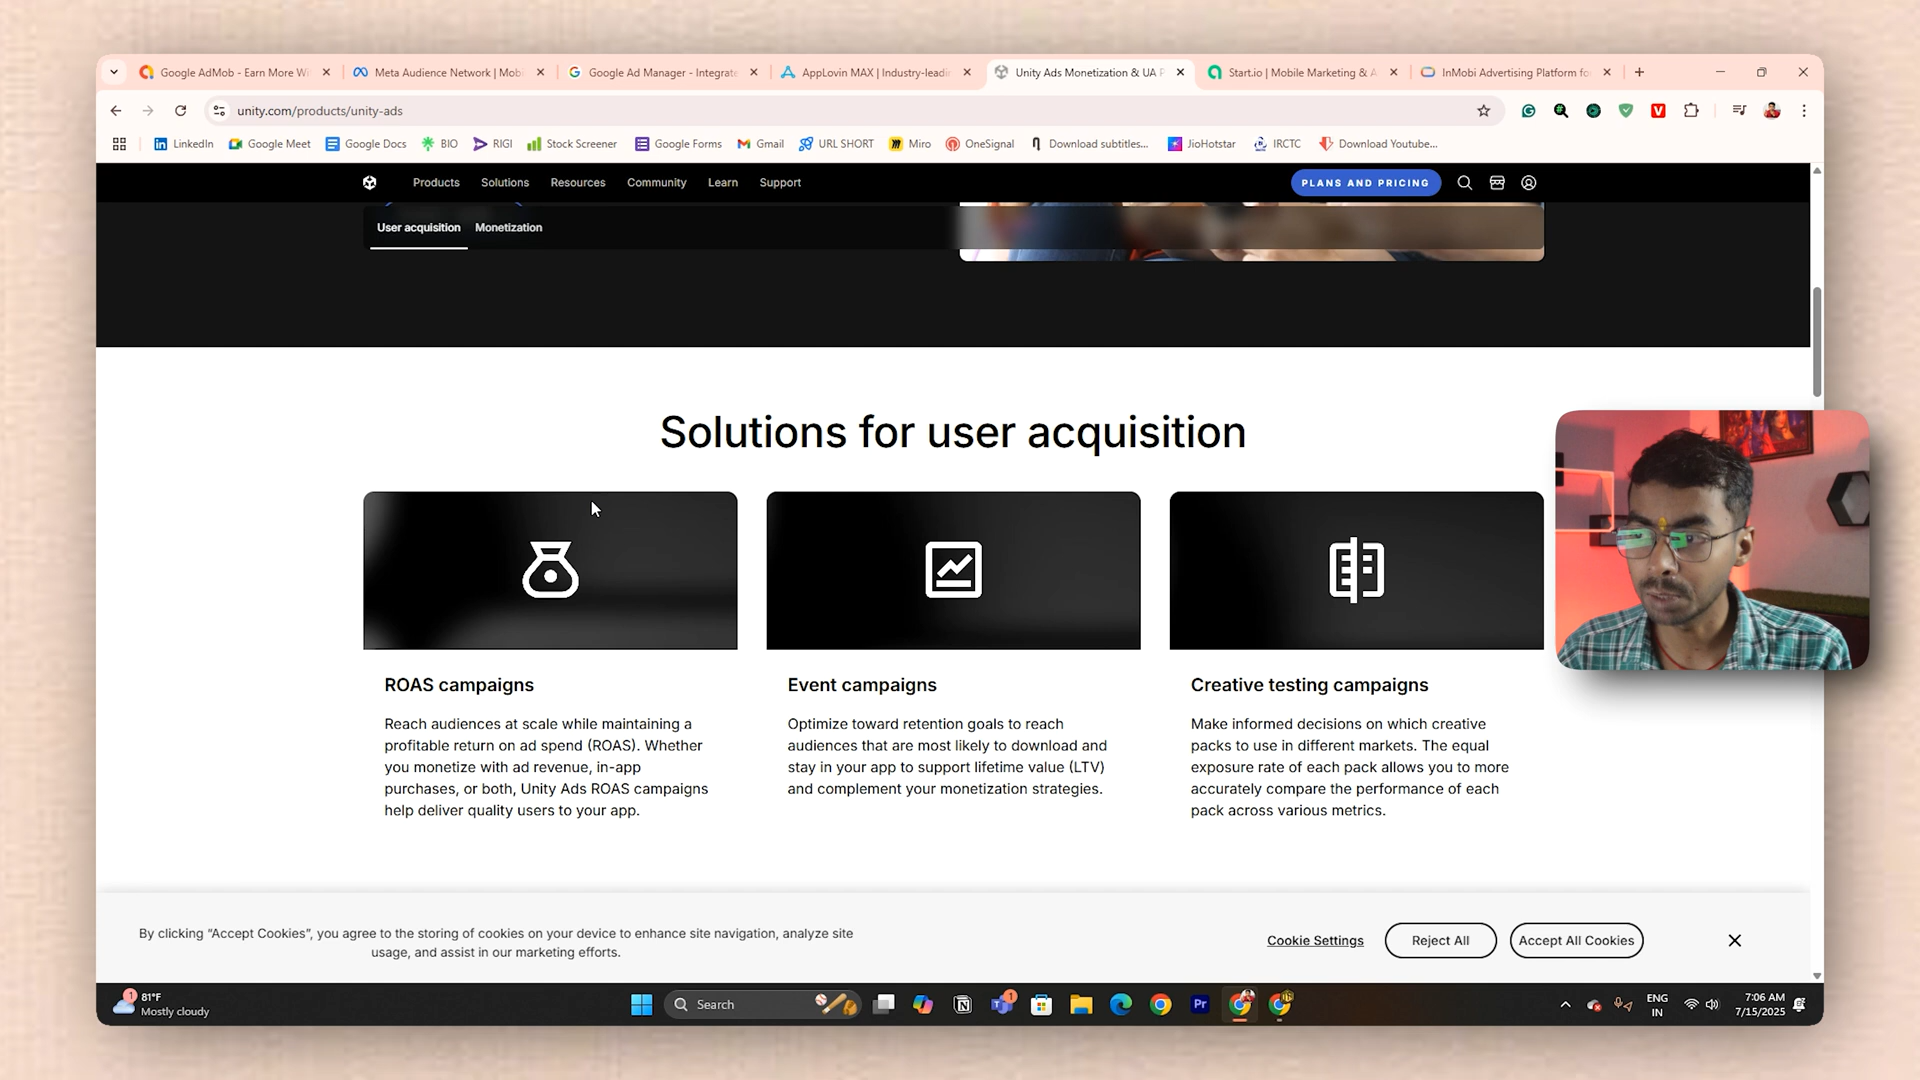 Google AdMob - Earn More Wi
Meta Audience Network | Mobi
Google Ad Manager - Integrate
AppLovin MAX | Industry-leadi
Unity Ads Monetization & UA P
Start.io | Mobile Marketing & A
InMobi Advertising Platform fo
unity.com/products/unity-ads
LinkedIn
Google Meet
Google Docs
BIO
RIGI
Stock Screener
Google Forms
Gmail
URL SHORT
Miro
OneSignal
Download subtitles...
JioHotstar
IRCTC
Download Youtube...
Products
Solutions
Resources
Community
Learn
Support
PLANS AND PRICING
User acquisition
Monetization
Solutions for user acquisition
ROAS campaigns
Reach audiences at scale while maintaining a
profitable return on ad spend (ROAS). Whether
you monetize with ad revenue, in-app
purchases, or both, Unity Ads ROAS campaigns
help deliver quality users to your app.
Event campaigns
Optimize toward retention goals to reach
audiences that are most likely to download and
stay in your app to support lifetime value (LTV)
and complement your monetization strategies.
Creative testing campaigns
Make informed decisions on which creative
packs to use in different markets. The equal
exposure rate of each pack allows you to more
accurately compare the performance of each
pack across various metrics.
By clicking “Accept Cookies”, you agree to the storing of cookies on your device to enhance site navigation, analyze site
usage, and assist in our marketing efforts.
Cookie Settings
Reject All
Accept All Cookies
1
81°F
Mostly cloudy
Search
1
Pr
ENG
IN
7:06 AM
7/15/2025